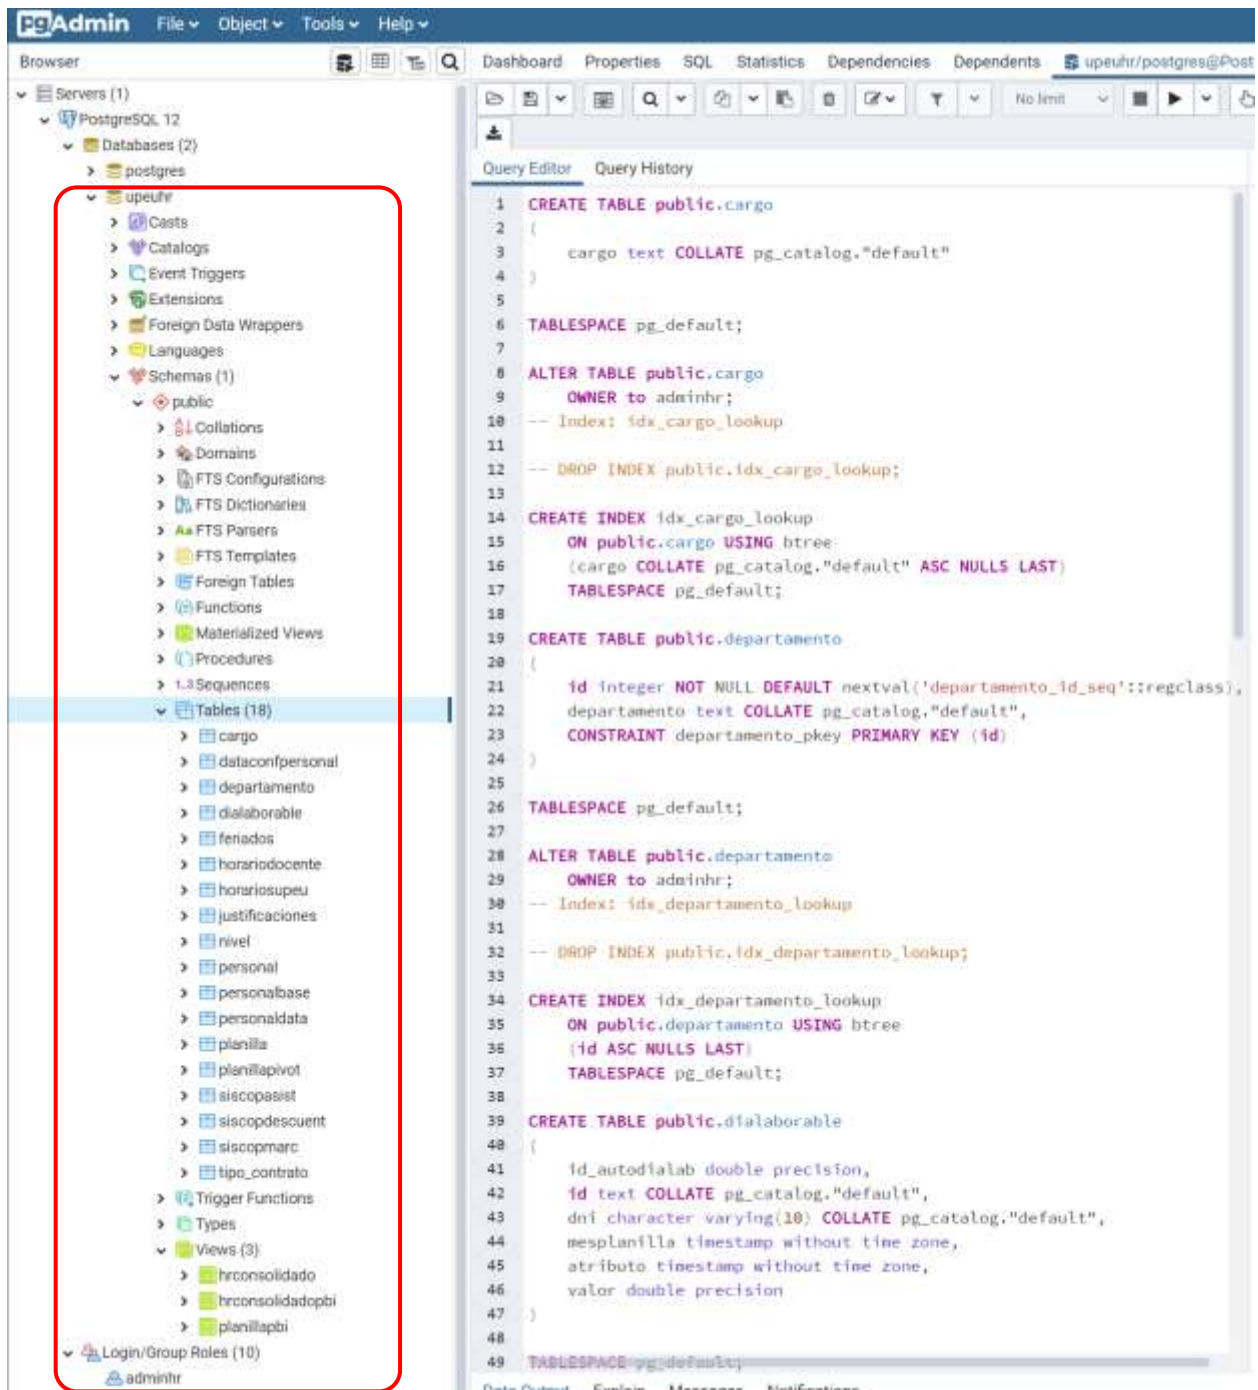 pgAdmin File Object Tools Help
Browser
Dashboard Properties SQL Statistics Dependencies Dependents upeuhr/postgres@Post
Servers (1)
PostgreSQL 12
Databases (2)
postgres
upeuhr
Casts
Catalogs
Event Triggers
Extensions
Foreign Data Wrappers
Languages
Schemas (1)
public
Collations
Domains
FTS Configurations
FTS Dictionaries
Aa FTS Parsers
FTS Templates
Foreign Tables
Functions
Materialized Views
Procedures
1..3 Sequences
Tables (18)
cargo
dataconfpersonal
departamento
dialaborable
feriados
horariodocente
horariosupeu
justificaciones
nivel
personal
personalbase
personaldata
planilla
planillapivot
siscopasist
siscopdescuent
siscopmarc
tipo_contrato
Trigger Functions
Types
Views (3)
hrconsolidado
hrconsolidadopbi
planillapbi
Login/Group Roles (10)
adminhr
No limit
Query Editor Query History
1 CREATE TABLE public.cargo
2 (
3 cargo text COLLATE pg_catalog."default"
4 )
5
6 TABLESPACE pg_default;
7
8 ALTER TABLE public.cargo
9 OWNER to adminhr;
10 -- Index: idx_cargo_lookup
11
12 -- DROP INDEX public.idx_cargo_lookup;
13
14 CREATE INDEX idx_cargo_lookup
15 ON public.cargo USING btree
16 (cargo COLLATE pg_catalog."default" ASC NULLS LAST)
17 TABLESPACE pg_default;
18
19 CREATE TABLE public.departamento
20 (
21 id integer NOT NULL DEFAULT nextval('departamento_id_seq'::regclass),
22 departamento text COLLATE pg_catalog."default",
23 CONSTRAINT departamento_pkey PRIMARY KEY (id)
24 )
25
26 TABLESPACE pg_default;
27
28 ALTER TABLE public.departamento
29 OWNER to adminhr;
30 -- Index: idx_departamento_lookup
31
32 -- DROP INDEX public.idx_departamento_lookup;
33
34 CREATE INDEX idx_departamento_lookup
35 ON public.departamento USING btree
36 (id ASC NULLS LAST)
37 TABLESPACE pg_default;
38
39 CREATE TABLE public.dialaborable
40 (
41 id_autodialab double precision,
42 id text COLLATE pg_catalog."default",
43 dni character varying(10) COLLATE pg_catalog."default",
44 mesplanilla timestamp without time zone,
45 atributo timestamp without time zone,
46 valor double precision
47 )
48
49 TABLESPACE pg_default;
Data Output Explain Messages Notifications